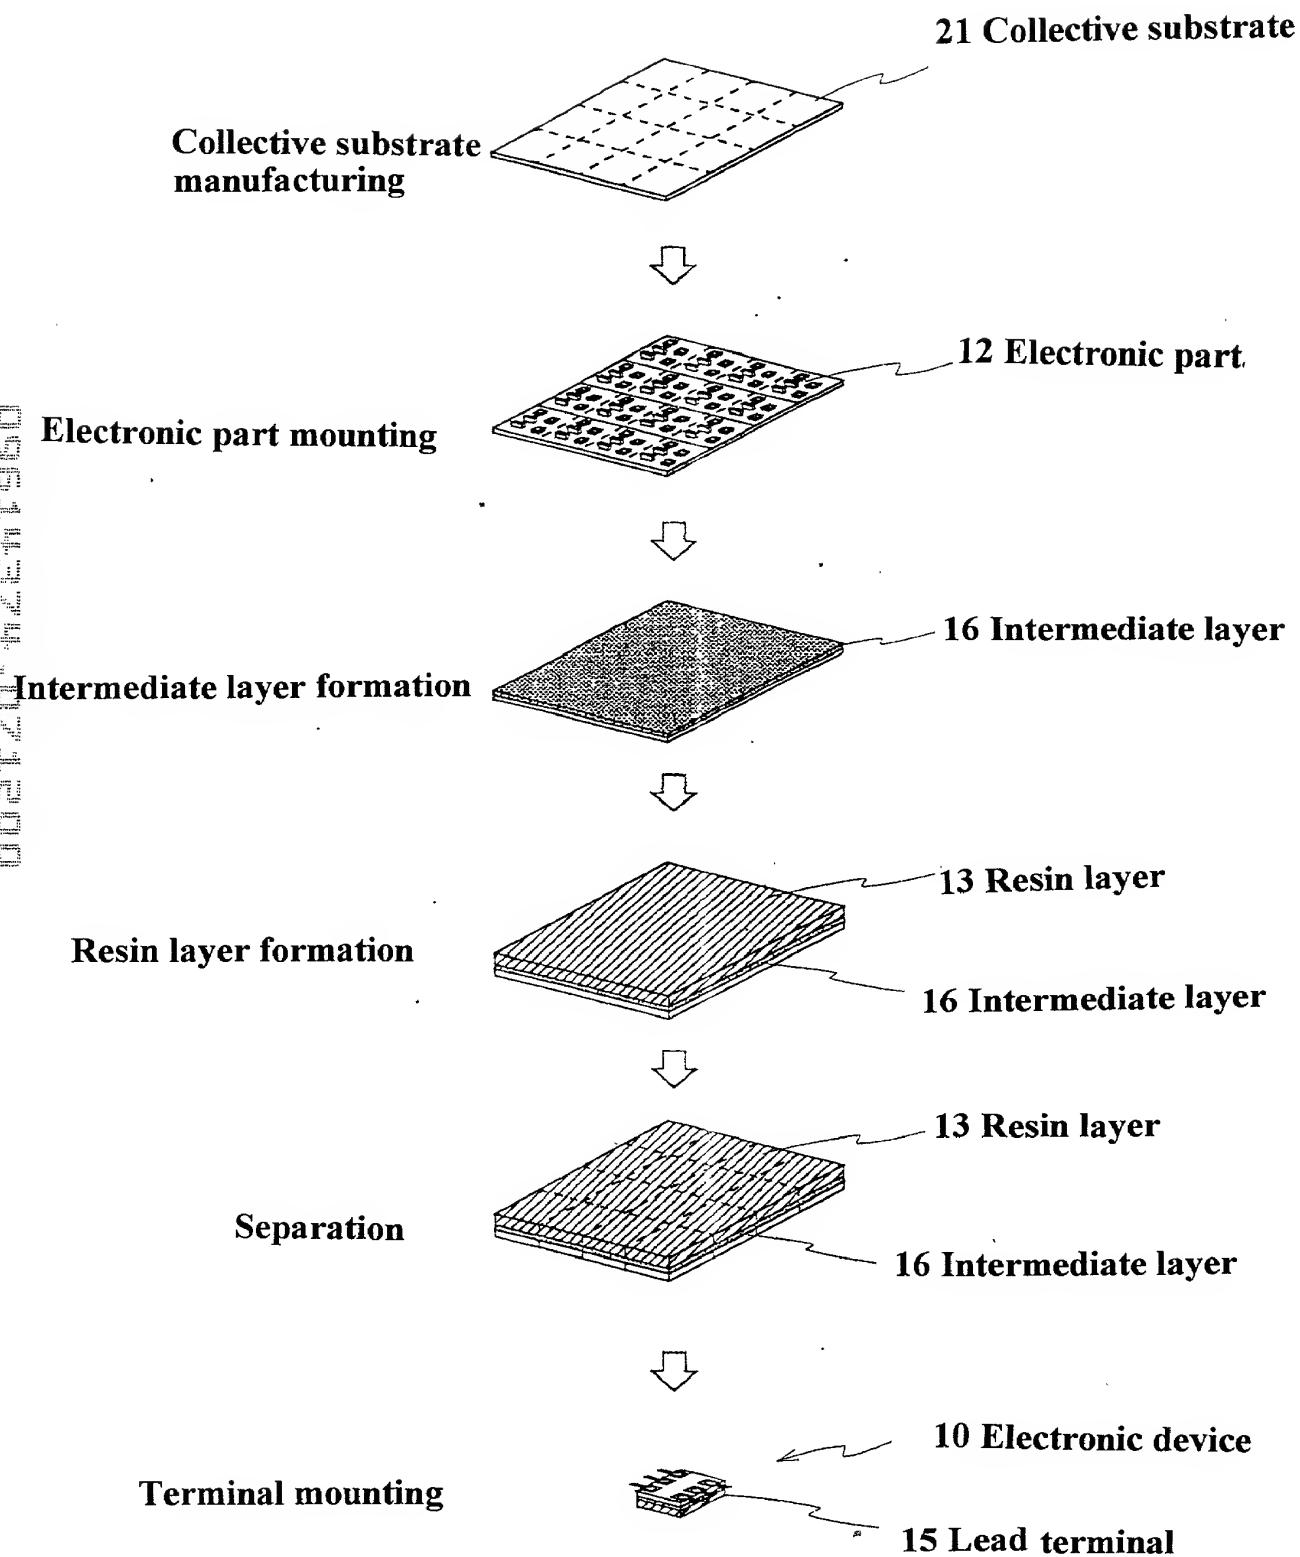 21 Collective substrate
Collective substrate
manufacturing
12 Electronic part
Electronic part mounting
16 Intermediate layer
Intermediate layer formation
13 Resin layer
Resin layer formation
16 Intermediate layer
13 Resin layer
Separation
16 Intermediate layer
10 Electronic device
Terminal mounting
15 Lead terminal